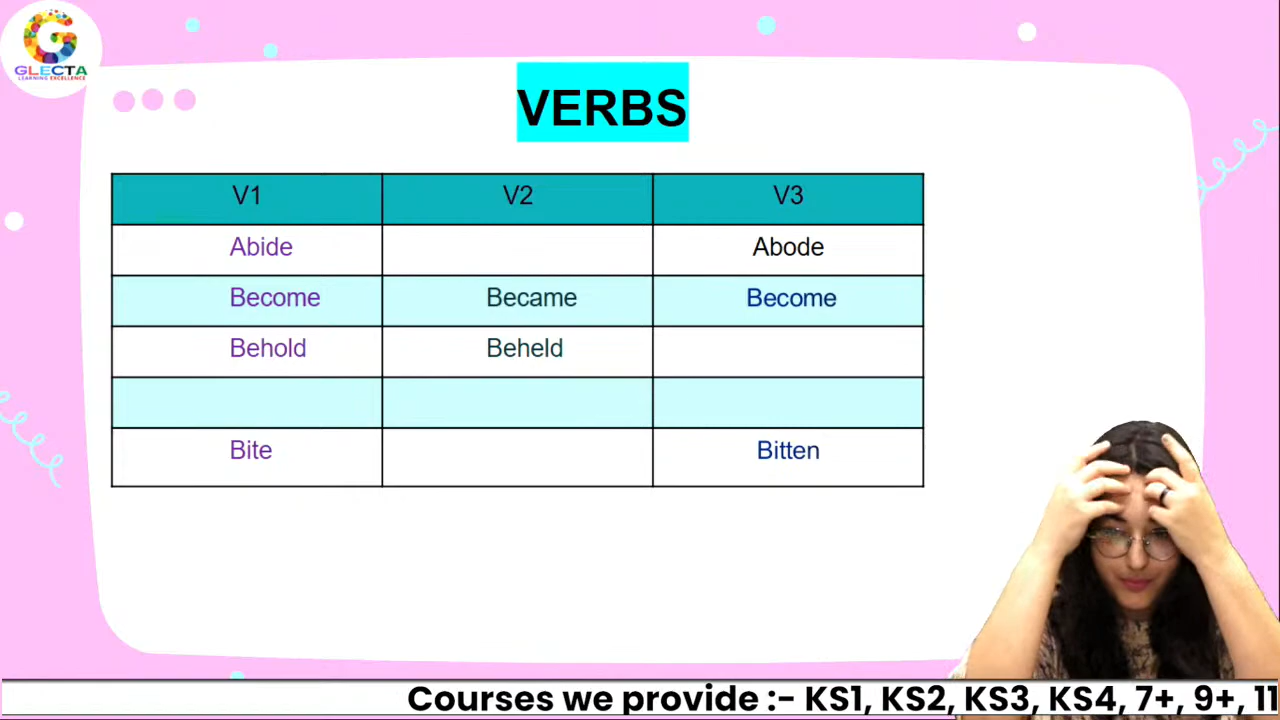 GLECTA
LEARNING EXCELLENCE
VERBS
V1 V2 V3
Abide Abode
Become Became Become
Behold Beheld
Bite Bitten
Courses we provide :- KS1, KS2, KS3, KS4, 7+, 9+, 11